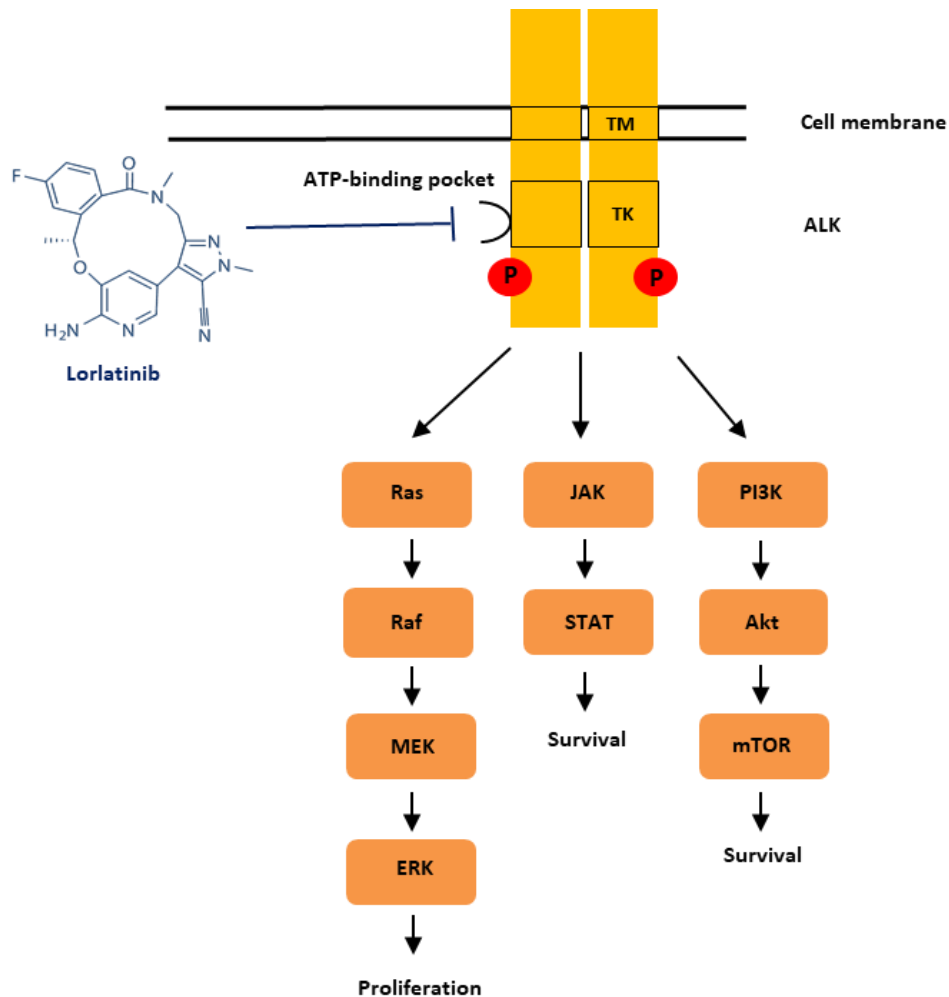 TM
Cell membrane
ATP-binding pocket
TK
ALK
F
O
N
N
N
O
H₂N
N
N
P
P
Lorlatinib
Ras
JAK
PI3K
Raf
STAT
Akt
MEK
Survival
mTOR
ERK
Survival
Proliferation